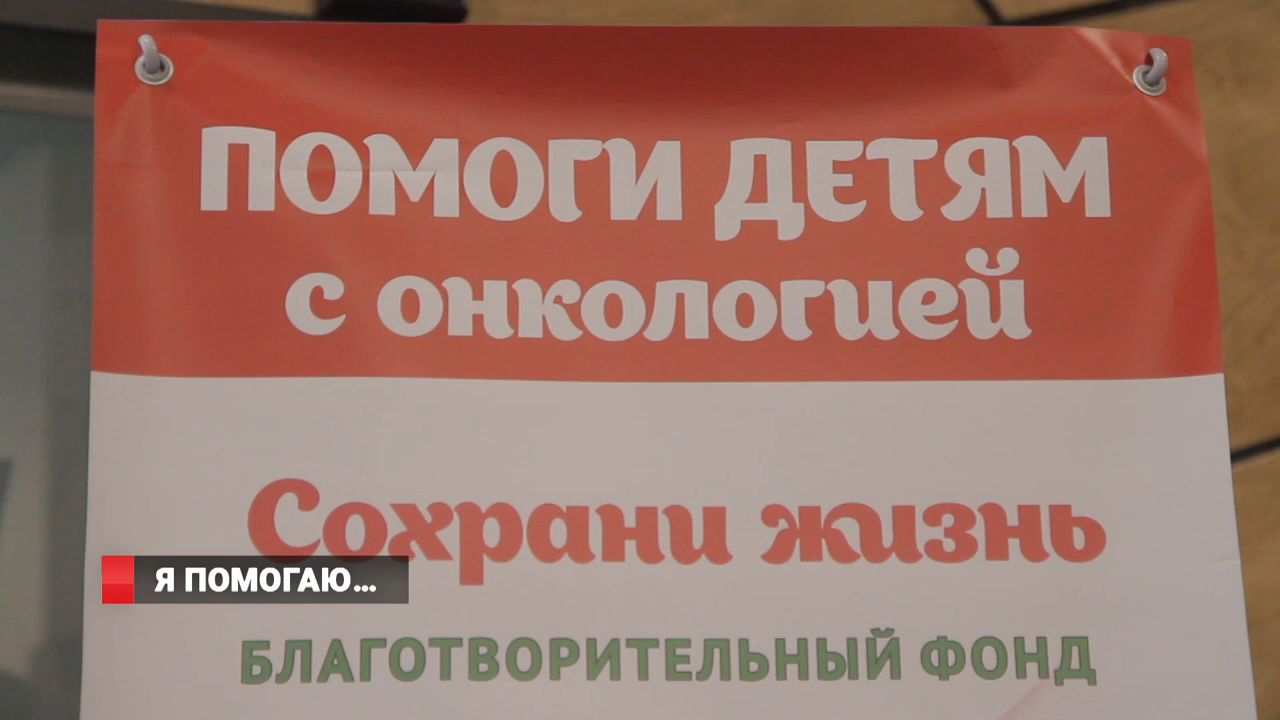 ПОМОГИ ДЕТЯМ
с онкологией
Сохрани жизнь
Я ПОМОГАЮ...
БЛАГОТВОРИТЕЛЬНЫЙ ФОНД